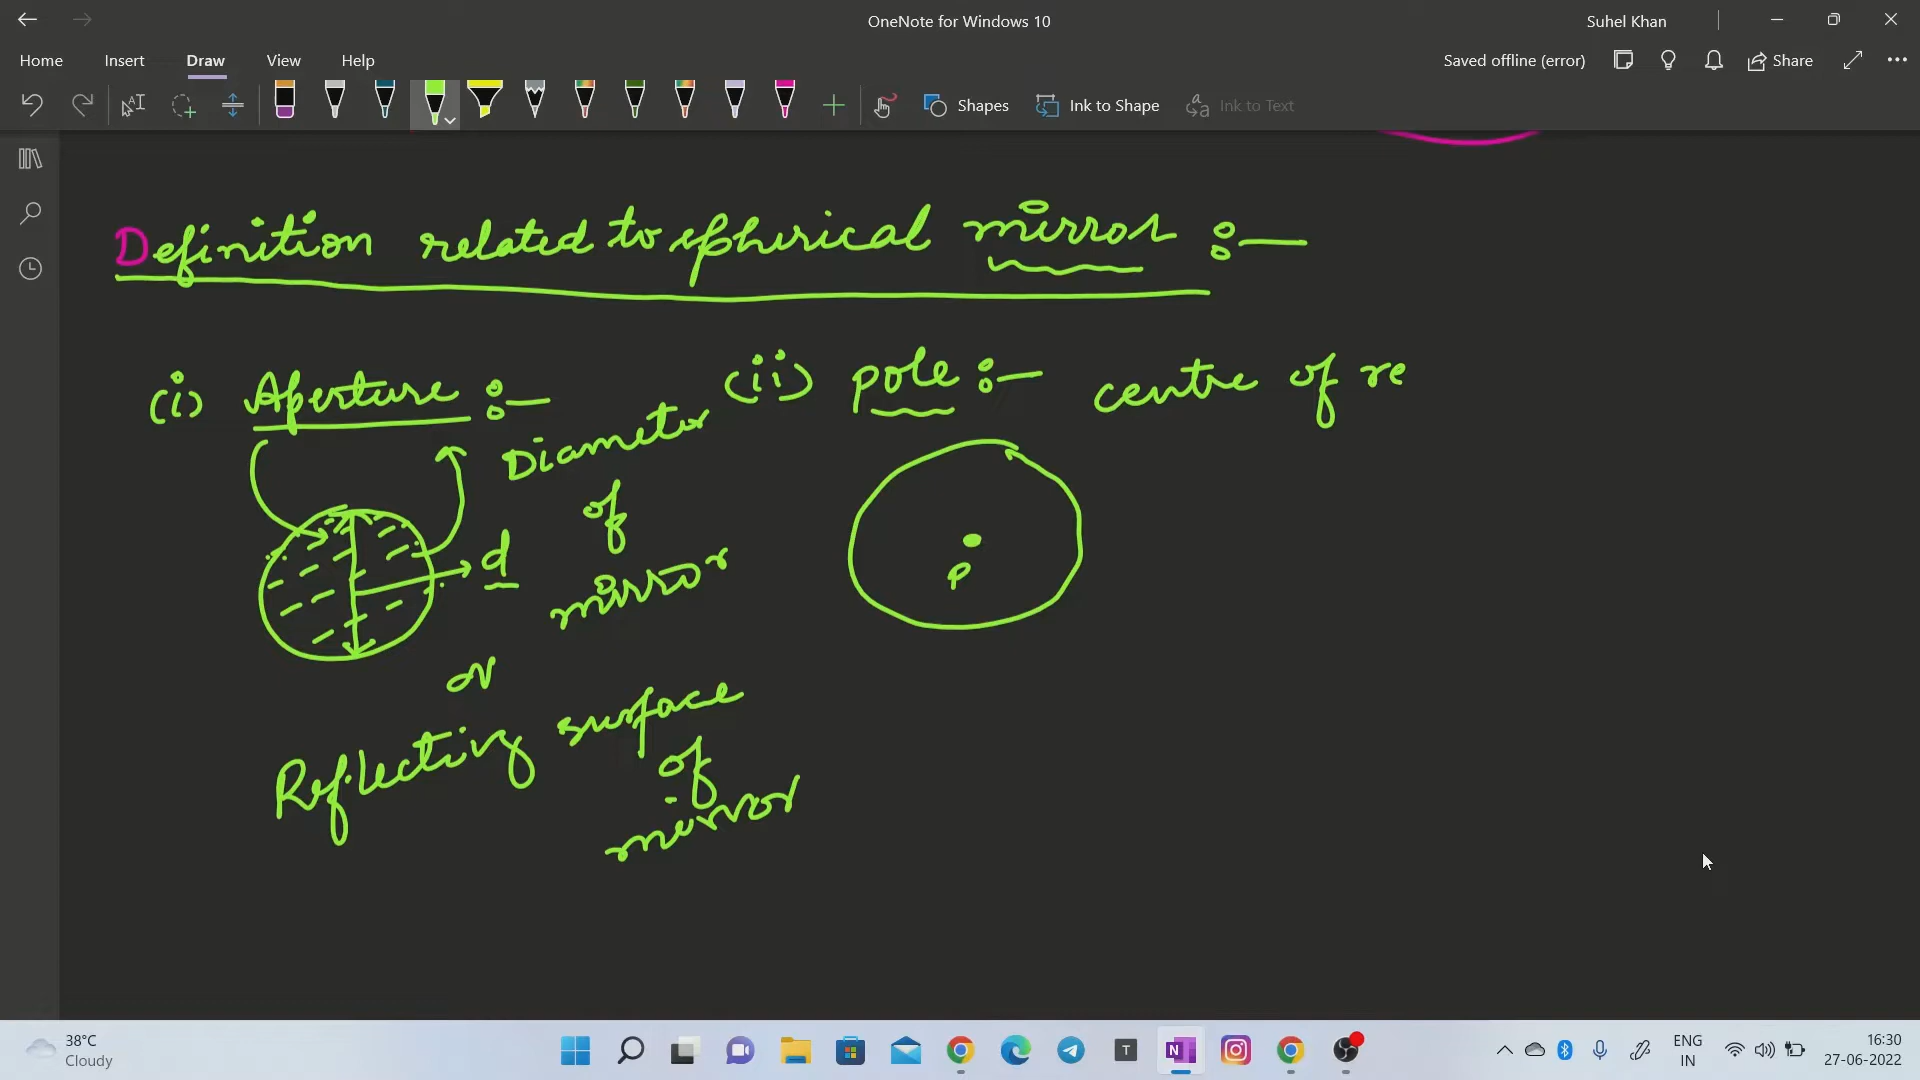 OneNote for Windows 10
Suhel Khan
Home Insert Draw View Help
Saved offline (error)
Share
Shapes
Ink to Shape
Ink to Text
Definition related to spherical mirror :—
(i) Aperture :—
(ii) pole :— centre of re
Diameter
of
mirror
d
P
or
Reflecting surface
of
mirror
38°C
Cloudy
T
N
ENG
IN
16:30
27-06-2022